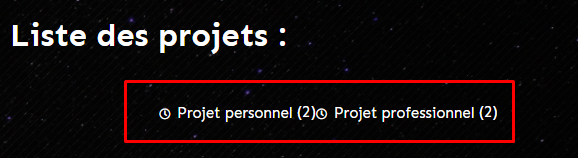 Liste des projets :
Projet personnel (2) Projet professionnel (2)